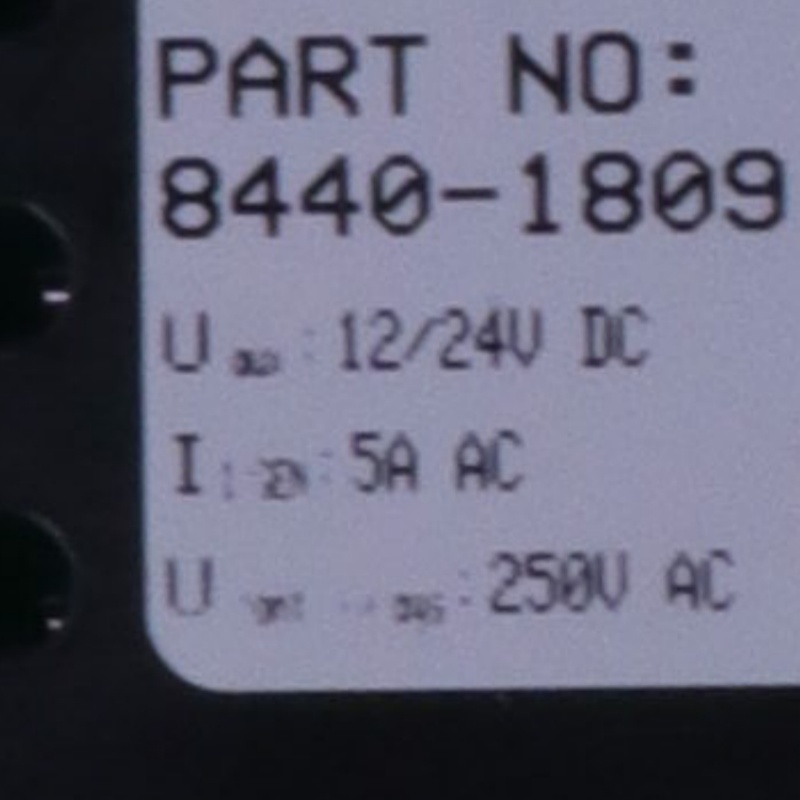 PART NO:
8440-1809
U : 12/24V DC
I : 5A AC
U : 250V AC